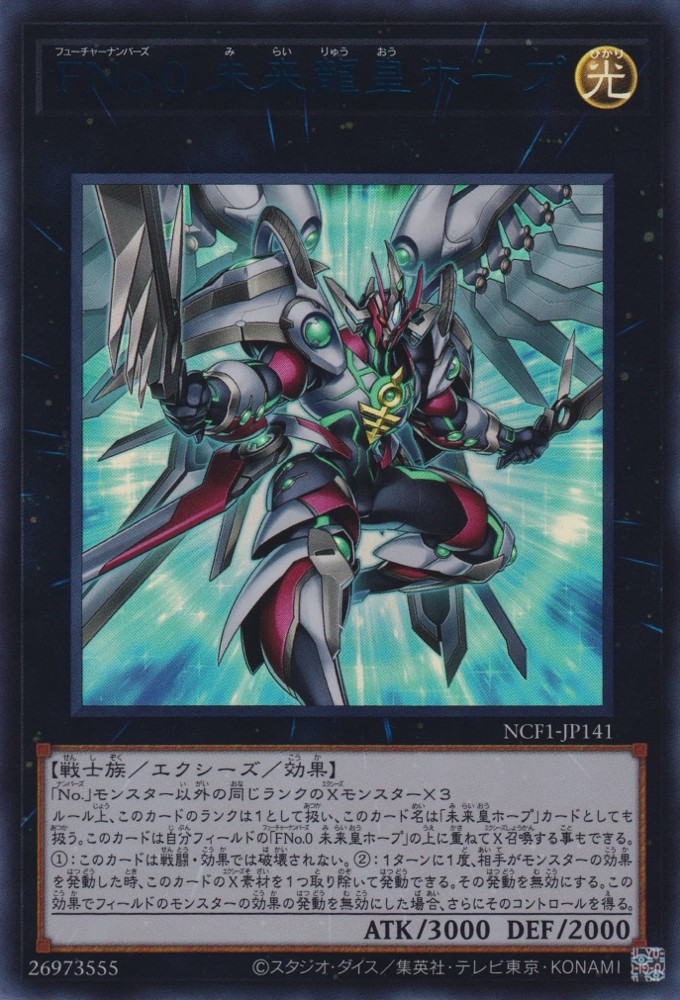 フューチャーナンバーズ み らい りゅう おう
FNo.0 未来龍皇ホープ
ひかり
光
NCF1-JP141
【戦士族／エクシーズ／効果】
「No.」モンスター以外の同じランクのXモンスター×3
ルール上、このカードのランクは1として扱い、このカード名は「未来皇ホープ」カードとしても
扱う。このカードは自分フィールドの「FNo.0 未来皇ホープ」の上に重ねてX召喚する事もできる。
①：このカードは戦闘・効果では破壊されない。②：1ターンに1度、相手がモンスターの効果
を発動した時、このカードのX素材を1つ取り除いて発動できる。その発動を無効にする。この
効果でフィールドのモンスターの効果の発動を無効にした場合、さらにそのコントロールを得る。
ATK/3000 DEF/2000
26973555
©スタジオ・ダイス／集英社・テレビ東京・KONAMI